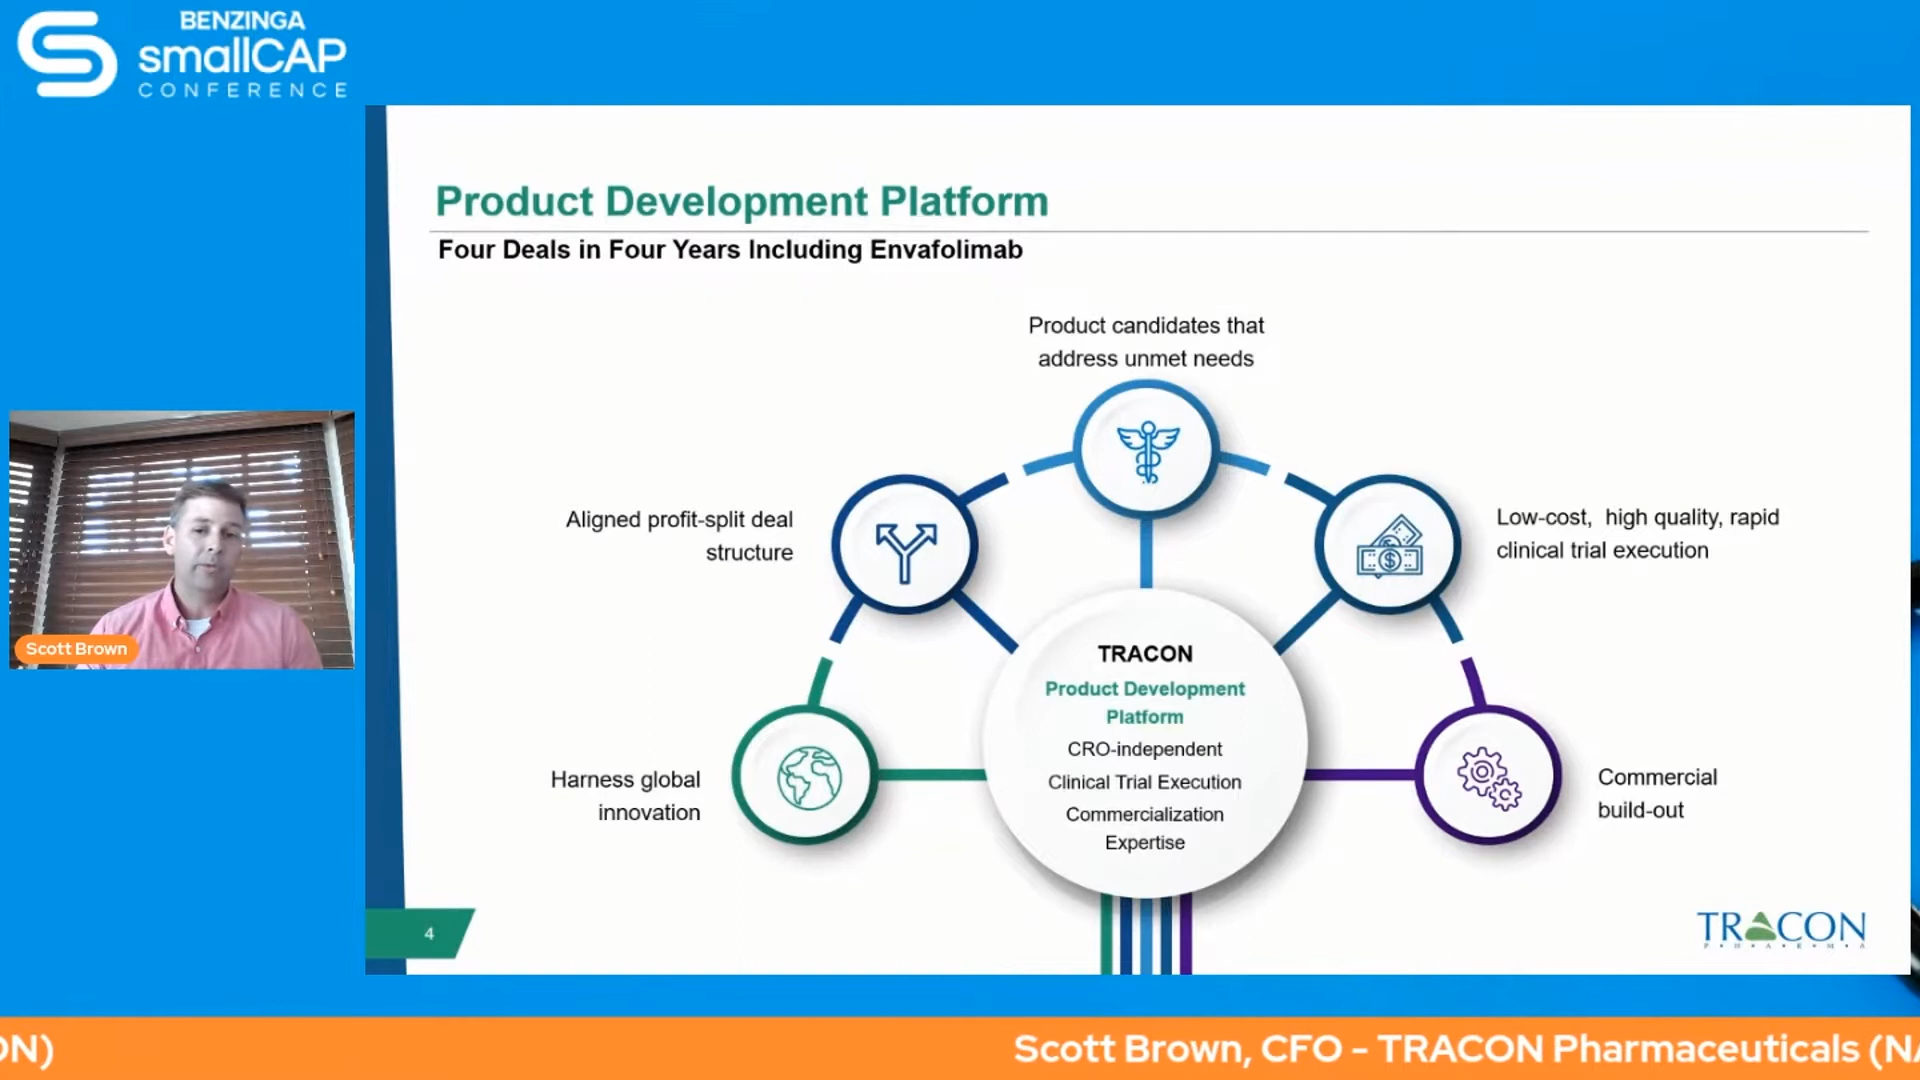 BENZINGA
smallCAP
CONFERENCE
Product Development Platform
Four Deals in Four Years Including Envafolimab
Product candidates that
address unmet needs
Aligned profit-split deal
structure
Low-cost, high quality, rapid
clinical trial execution
Harness global
innovation
TRACON
Product Development
Platform
CRO-independent
Clinical Trial Execution
Commercialization
Expertise
Commercial
build-out
Scott Brown
4
TRACON
PHARMA
ON)
Scott Brown, CFO - TRACON Pharmaceuticals (NA